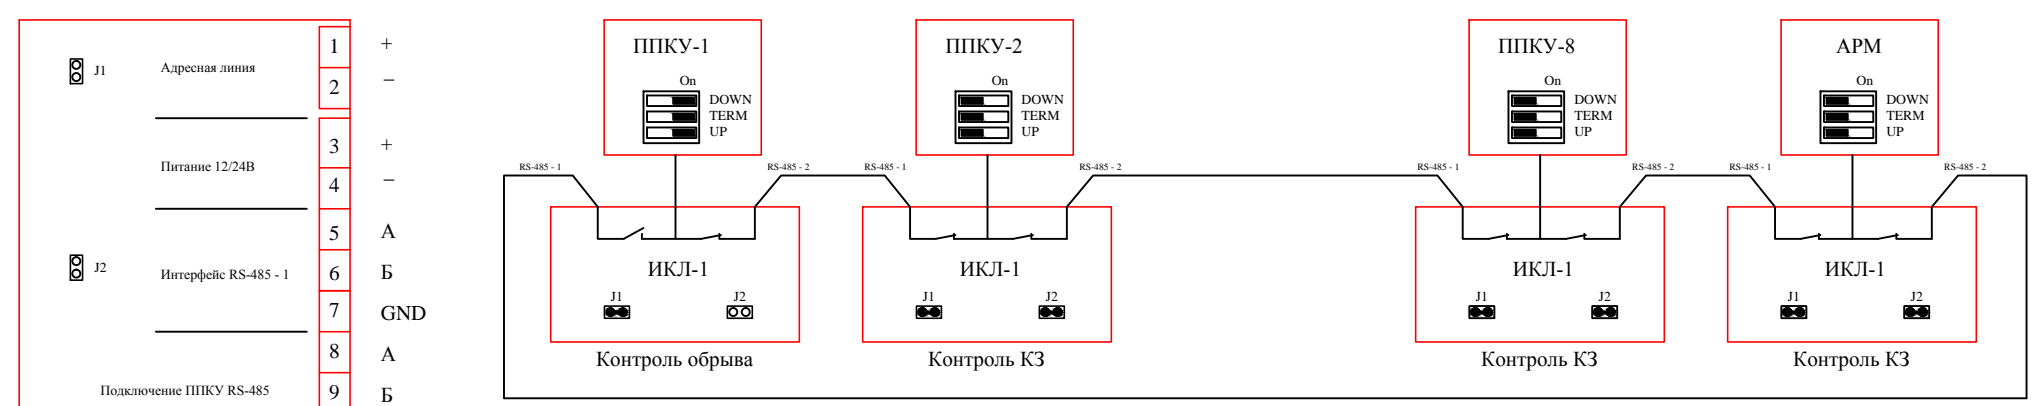 J1 Адресная линия 1 +
2 −
Питание 12/24В 3 +
4 −
5 А
J2 Интерфейс RS-485 - 1 6 Б
7 GND
8 А
Подключение ППКУ RS-485 9 Б
ППКУ-1
On
DOWN
TERM
UP
RS-485 - 1
RS-485 - 2
ИКЛ-1
J1 J2
Контроль обрыва
ППКУ-2
On
DOWN
TERM
UP
RS-485 - 1
RS-485 - 2
ИКЛ-1
J1 J2
Контроль КЗ
ППКУ-8
On
DOWN
TERM
UP
RS-485 - 1
RS-485 - 2
ИКЛ-1
J1 J2
Контроль КЗ
АРМ
On
DOWN
TERM
UP
RS-485 - 1
RS-485 - 2
ИКЛ-1
J1 J2
Контроль КЗ